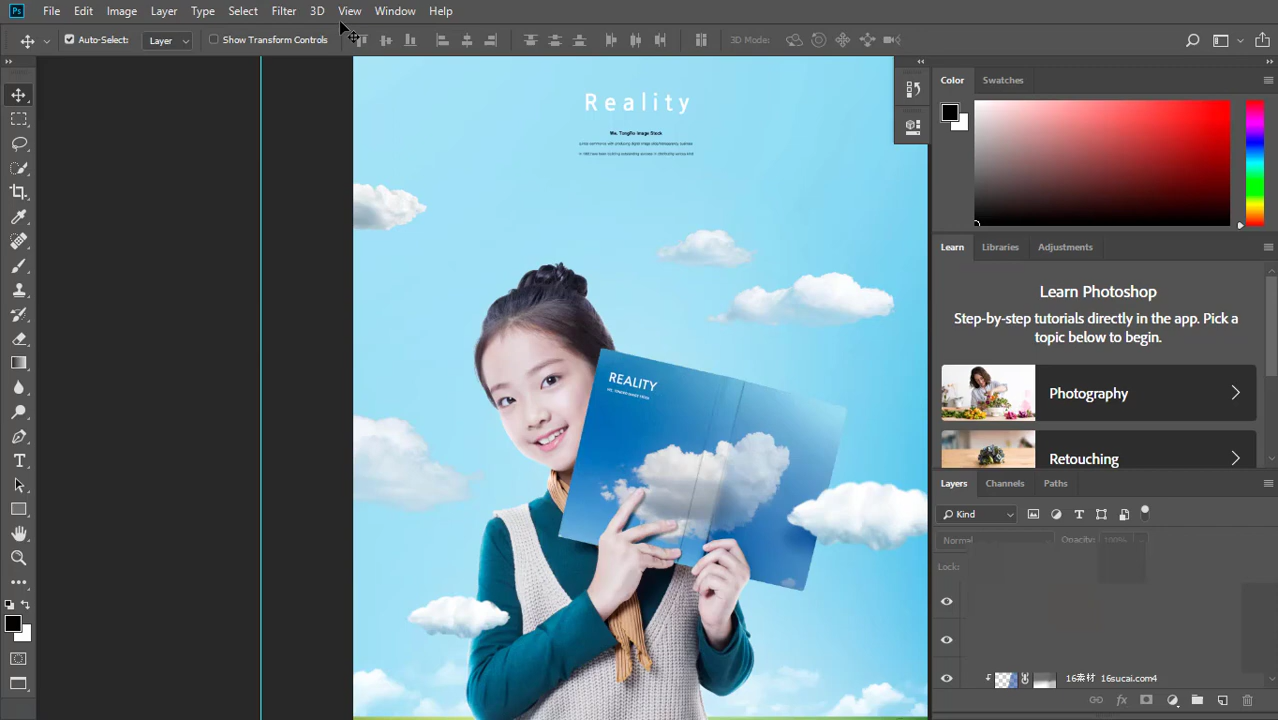 Ps File Edit Image Layer Type Select Filter 3D View Window Help
Auto-Select: Layer Show Transform Controls 3D Mode:
Color Swatches
Reality
We, TongRo Image Stock
REALITY
Learn Libraries Adjustments
Learn Photoshop
Step-by-step tutorials directly in the app. Pick a
topic below to begin.
Photography
Retouching
Layers Channels Paths
Kind
Normal Opacity: 100%
Lock:
16素材 16sucai.com4